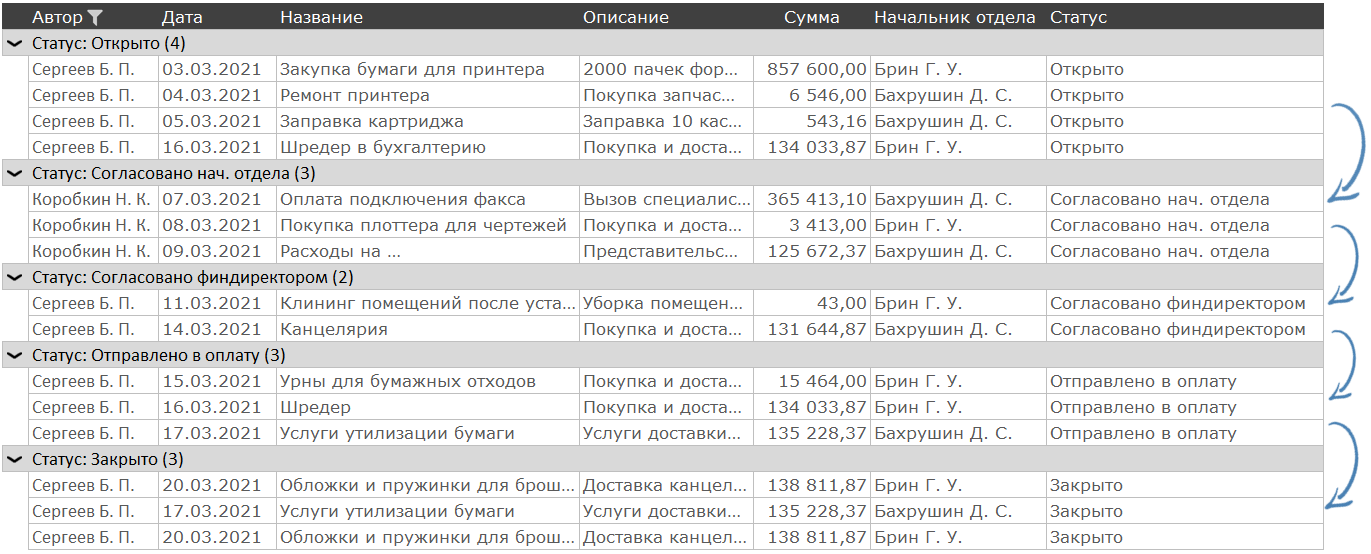 Автор Дата Название Описание Сумма Начальник отдела Статус
Статус: Открыто (4)
Сергеев Б. П. 03.03.2021 Закупка бумаги для принтера 2000 пачек фор... 857 600,00 Брин Г. У. Открыто
Сергеев Б. П. 04.03.2021 Ремонт принтера Покупка запчас... 6 546,00 Бахрушин Д. С. Открыто
Сергеев Б. П. 05.03.2021 Заправка картриджа Заправка 10 кас... 543,16 Бахрушин Д. С. Открыто
Сергеев Б. П. 16.03.2021 Шредер в бухгалтерию Покупка и доста... 134 033,87 Брин Г. У. Открыто
Статус: Согласовано нач. отдела (3)
Коробкин Н. К. 07.03.2021 Оплата подключения факса Вызов специалис... 365 413,10 Бахрушин Д. С. Согласовано нач. отдела
Коробкин Н. К. 08.03.2021 Покупка плоттера для чертежей Покупка и доста... 3 413,00 Брин Г. У. Согласовано нач. отдела
Коробкин Н. К. 09.03.2021 Расходы на ... Представительс... 125 672,37 Бахрушин Д. С. Согласовано нач. отдела
Статус: Согласовано финдиректором (2)
Сергеев Б. П. 11.03.2021 Клининг помещений после уста... Уборка помещен... 43,00 Брин Г. У. Согласовано финдиректором
Сергеев Б. П. 14.03.2021 Канцелярия Покупка и доста... 131 644,87 Бахрушин Д. С. Согласовано финдиректором
Статус: Отправлено в оплату (3)
Сергеев Б. П. 15.03.2021 Урны для бумажных отходов Покупка и доста... 15 464,00 Брин Г. У. Отправлено в оплату
Сергеев Б. П. 16.03.2021 Шредер Покупка и доста... 134 033,87 Брин Г. У. Отправлено в оплату
Сергеев Б. П. 17.03.2021 Услуги утилизации бумаги Услуги доставки... 135 228,37 Бахрушин Д. С. Отправлено в оплату
Статус: Закрыто (3)
Сергеев Б. П. 20.03.2021 Обложки и пружинки для брош... Доставка канцел... 138 811,87 Брин Г. У. Закрыто
Сергеев Б. П. 17.03.2021 Услуги утилизации бумаги Услуги доставки... 135 228,37 Бахрушин Д. С. Закрыто
Сергеев Б. П. 20.03.2021 Обложки и пружинки для брош... Доставка канцел... 138 811,87 Брин Г. У. Закрыто